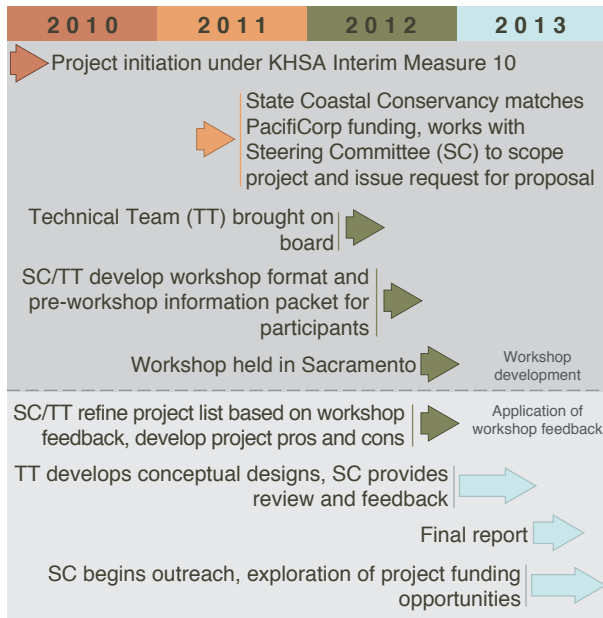 2010 2011 2012 2013
Project initiation under KHSA Interim Measure 10
State Coastal Conservancy matches
PacifiCorp funding, works with
Steering Committee (SC) to scope
project and issue request for proposal
Technical Team (TT) brought on
board
SC/TT develop workshop format and
pre-workshop information packet for
participants
Workshop held in Sacramento
Workshop
development
SC/TT refine project list based on workshop
feedback, develop project pros and cons
Application of
workshop feedback
TT develops conceptual designs, SC provides
review and feedback
Final report
SC begins outreach, exploration of project funding
opportunities